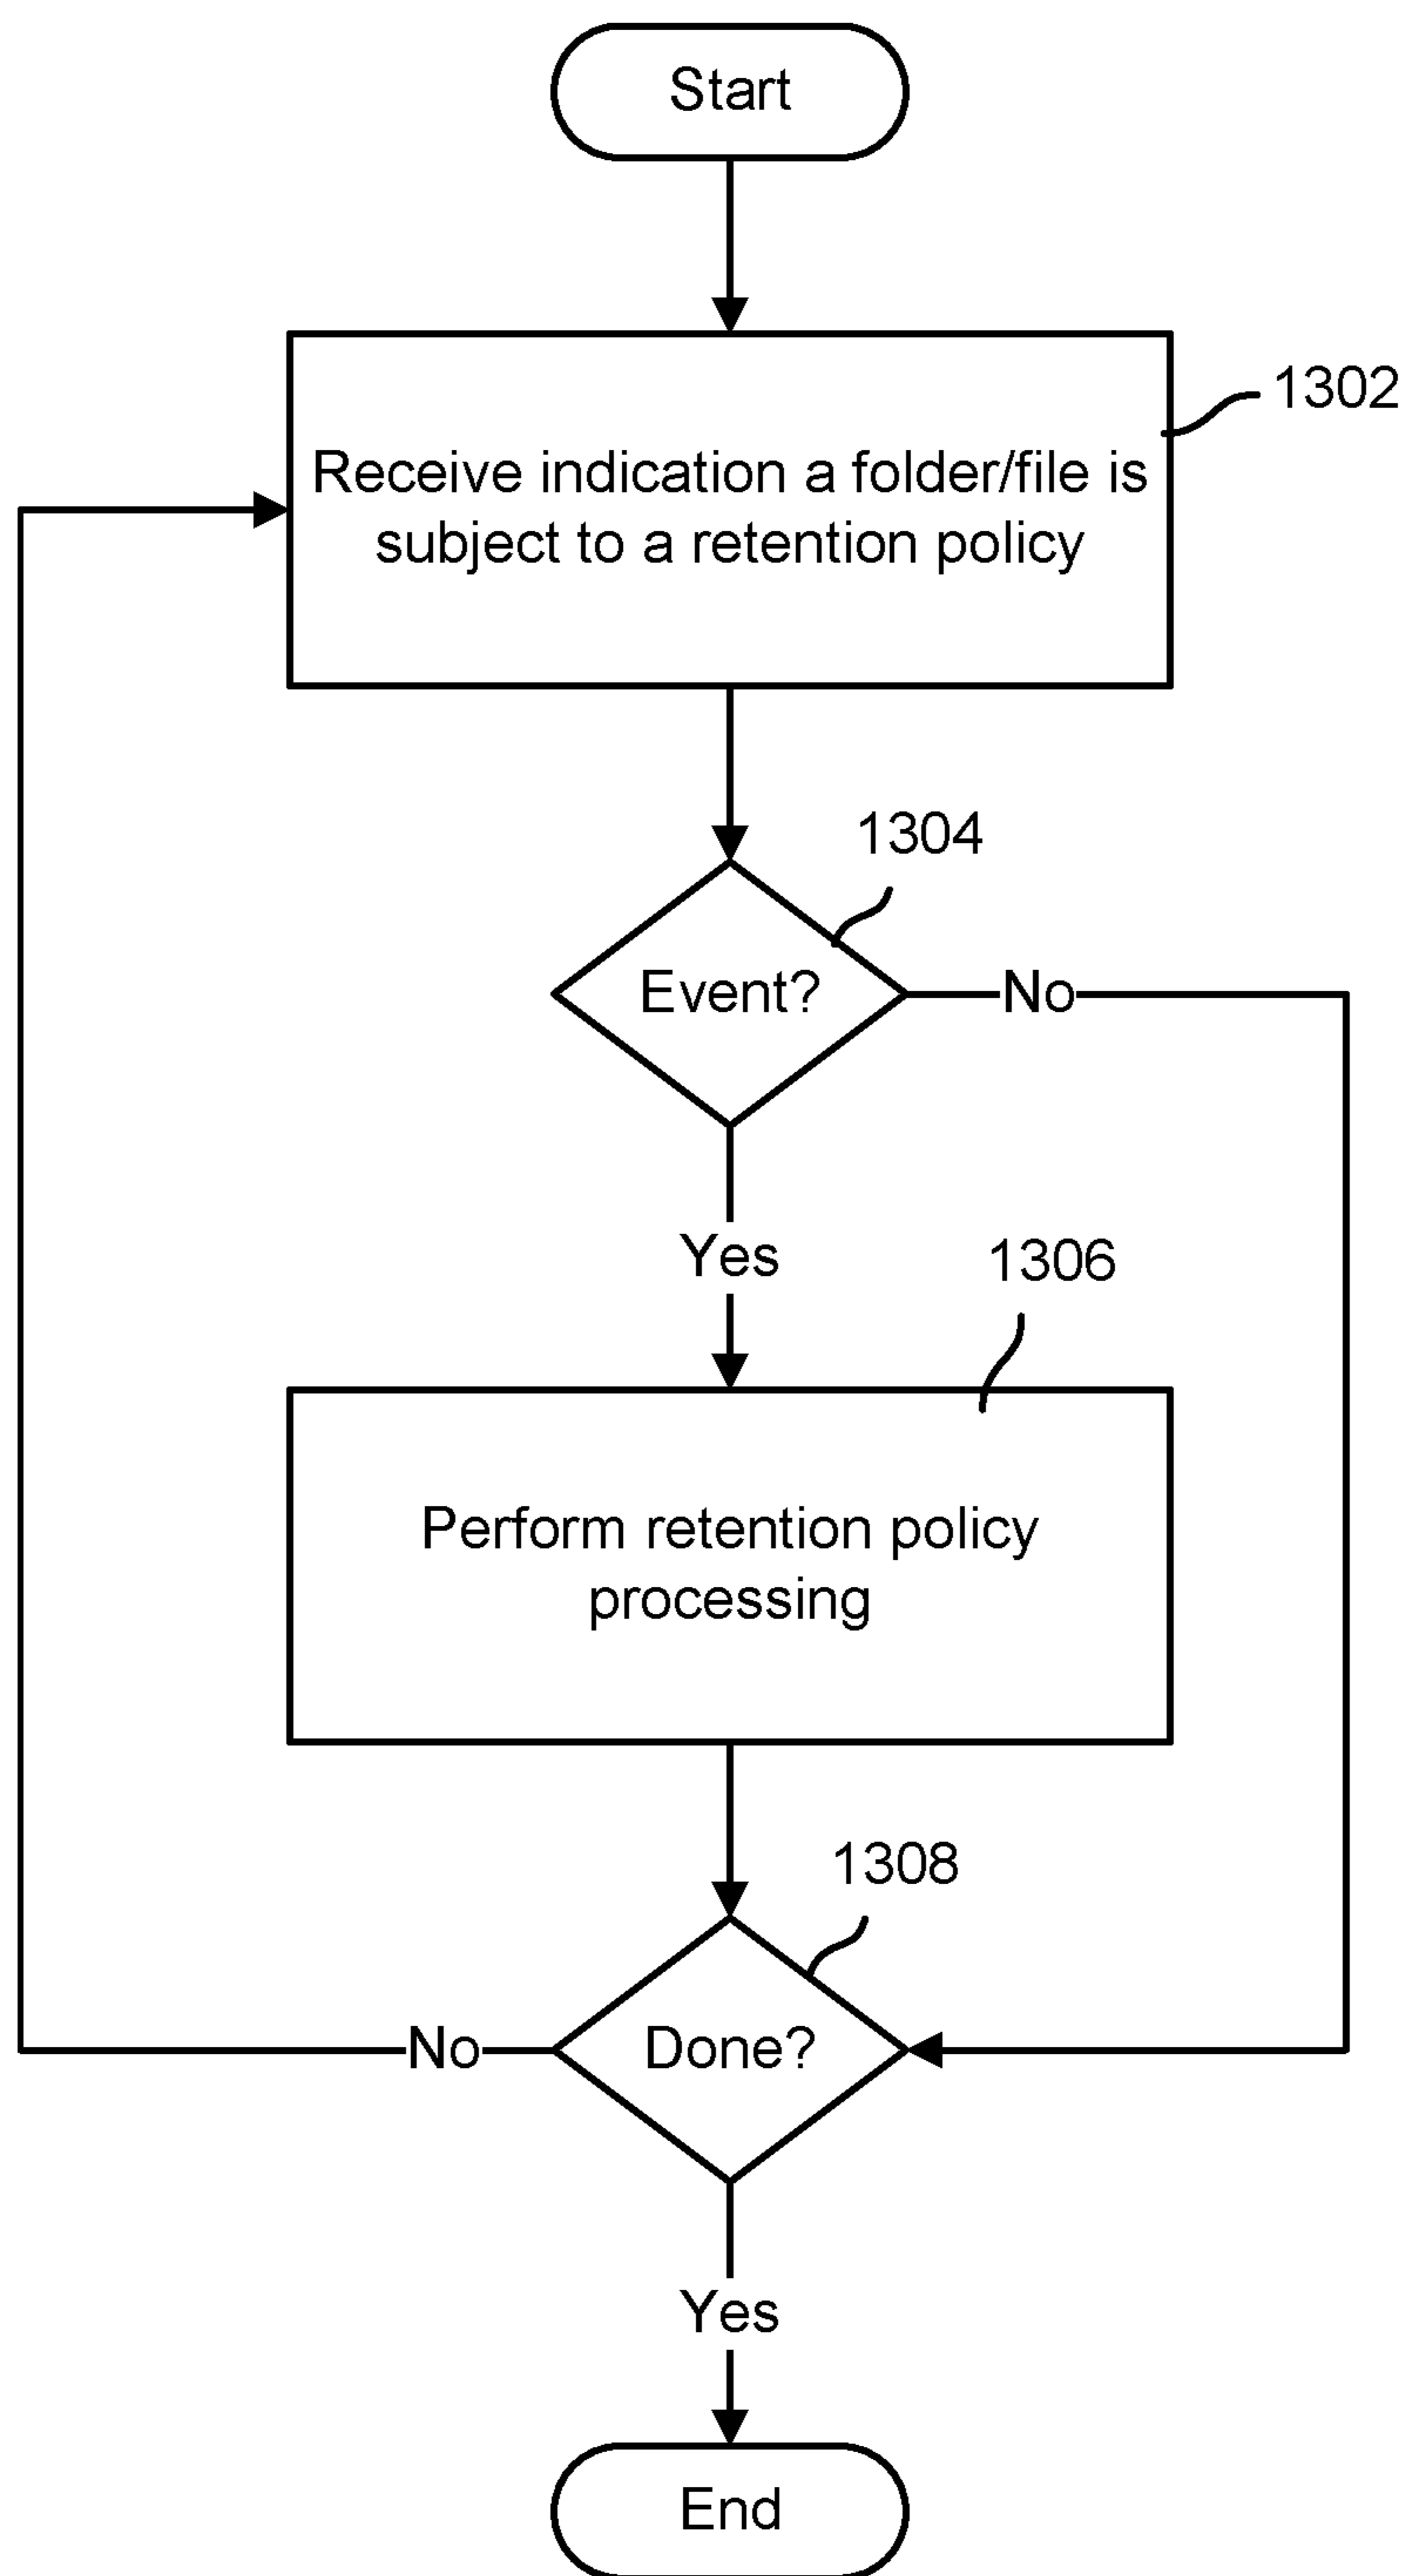 Start
1302
Receive indication a folder/file is
subject to a retention policy
1304
Event?
No
Yes
1306
Perform retention policy
processing
1308
Done?
No
Yes
End